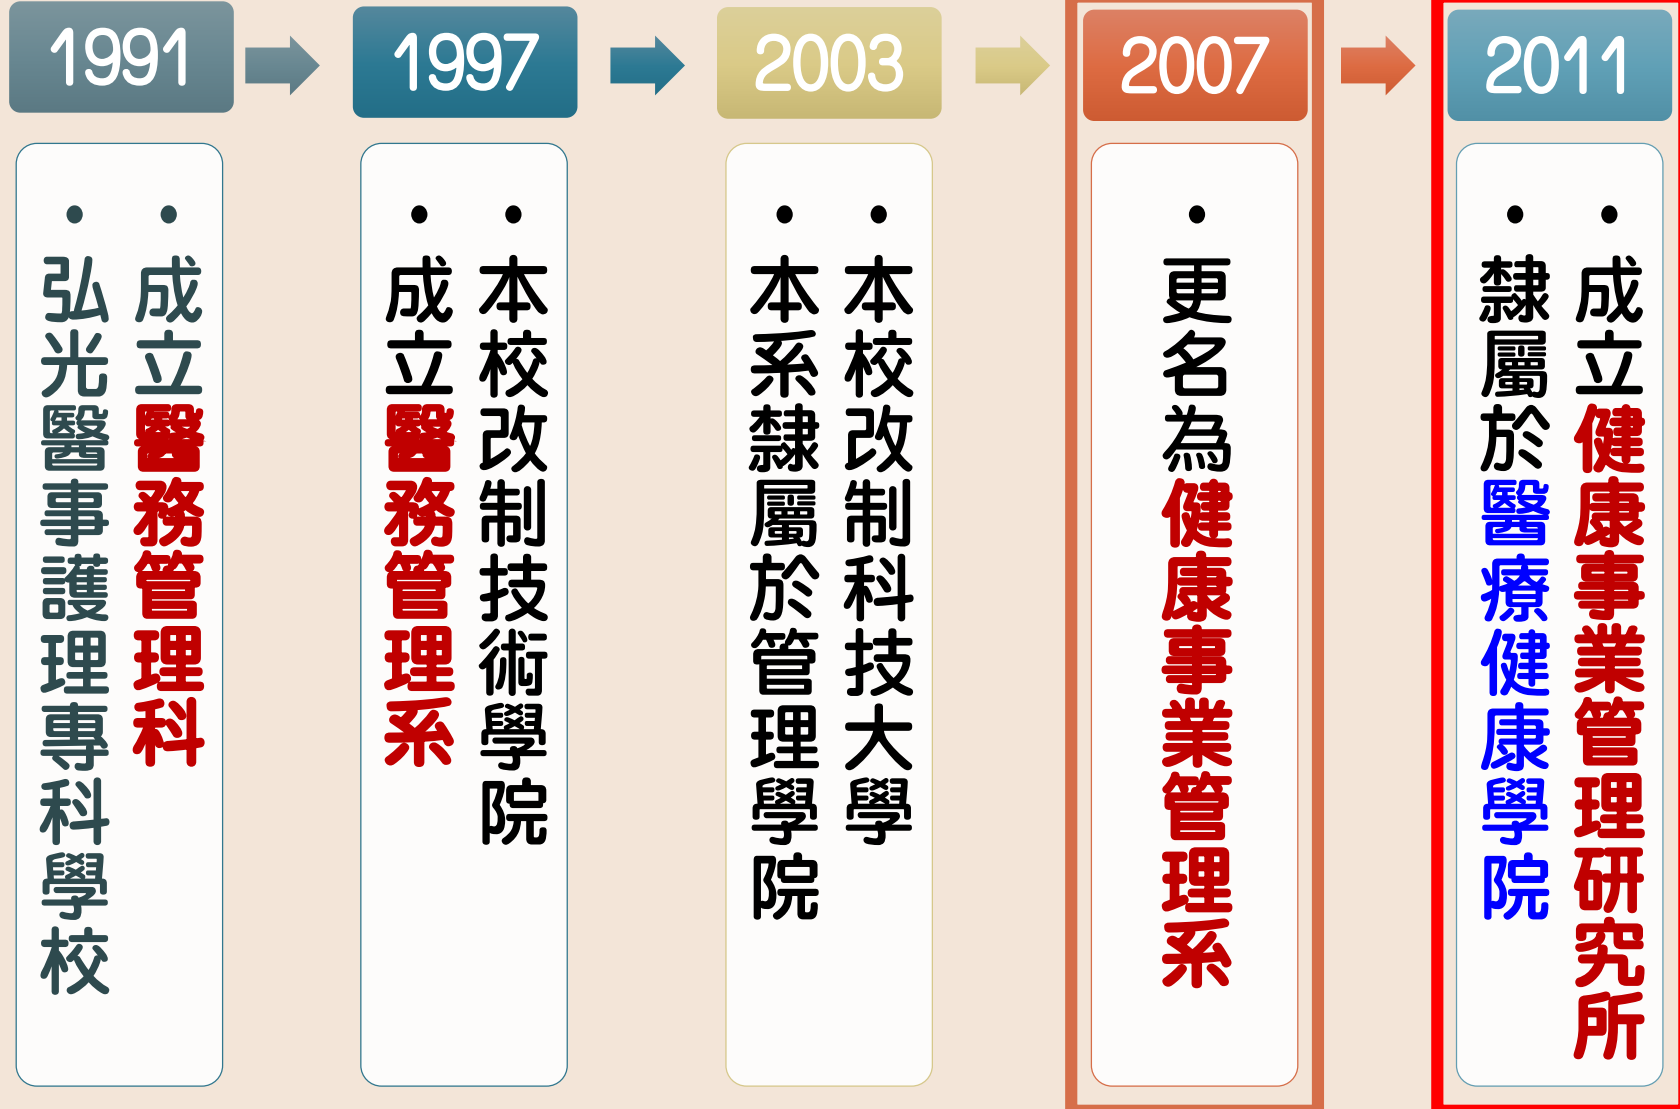 1991
• 成立醫務管理科
• 弘光醫事護理專科學校
1997
• 本校改制技術學院
• 成立醫務管理系
2003
• 本校改制科技大學
• 本系隸屬於管理學院
2007
• 更名為健康事業管理系
2011
• 成立健康事業管理研究所
• 隸屬於醫療健康學院